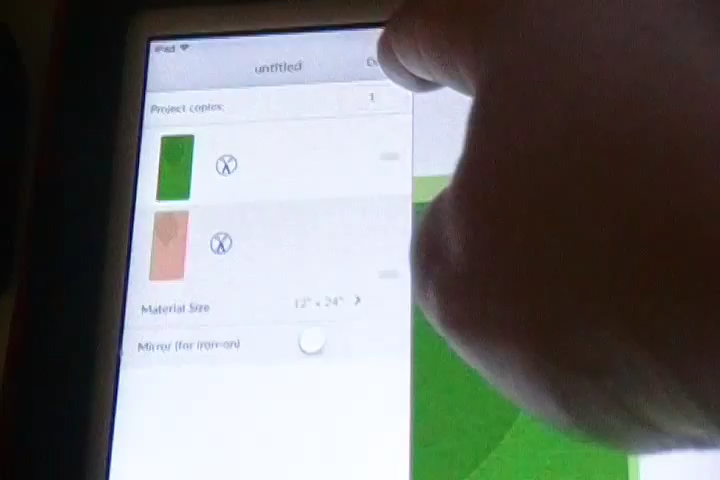 iPad
untitled
Project copies: 1
Material Size 12" x 24" >
Mirror (for iron-on)